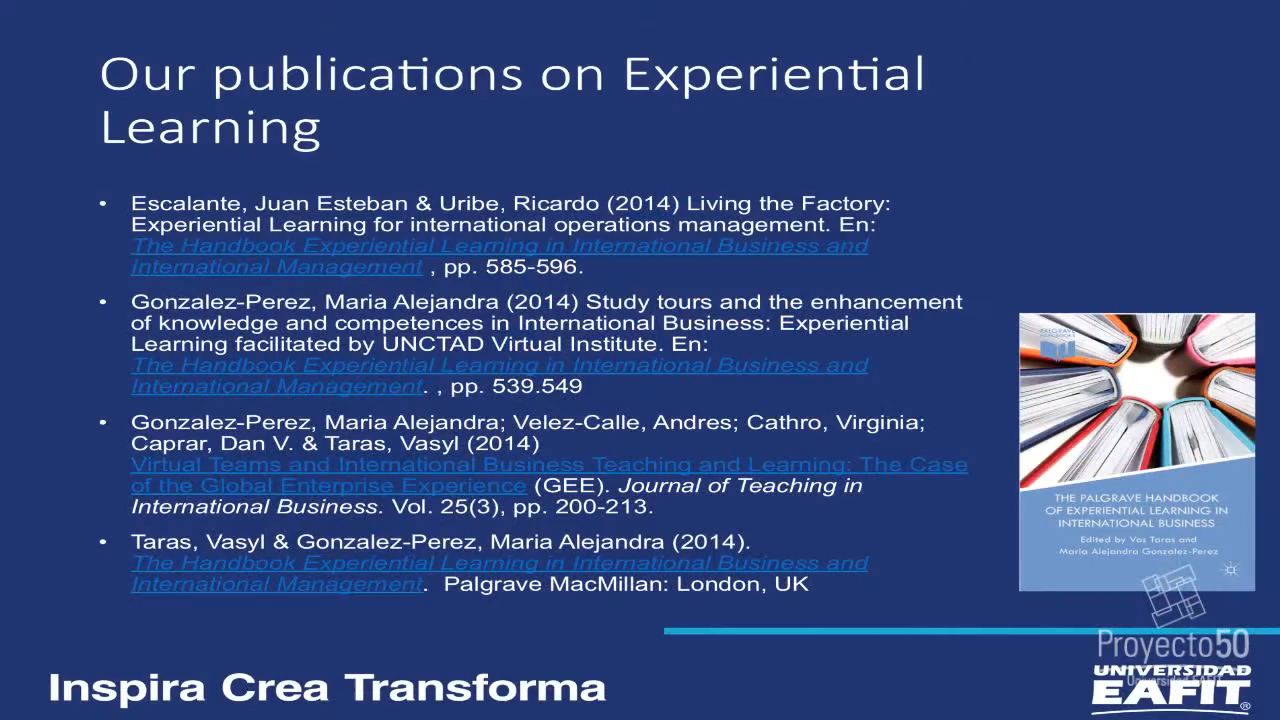 Our publications on Experiential
Learning
• Escalante, Juan Esteban & Uribe, Ricardo (2014) Living the Factory:
Experiential Learning for international operations management. En:
The Handbook Experiential Learning in International Business and
International Management , pp. 585-596.
• Gonzalez-Perez, Maria Alejandra (2014) Study tours and the enhancement
of knowledge and competences in International Business: Experiential
Learning facilitated by UNCTAD Virtual Institute. En:
The Handbook Experiential Learning in International Business and
International Management. , pp. 539.549
• Gonzalez-Perez, Maria Alejandra; Velez-Calle, Andres; Cathro, Virginia;
Caprar, Dan V. & Taras, Vasyl (2014)
Virtual Teams and International Business Teaching and Learning: The Case
of the Global Enterprise Experience (GEE). Journal of Teaching in
International Business. Vol. 25(3), pp. 200-213.
• Taras, Vasyl & Gonzalez-Perez, Maria Alejandra (2014).
The Handbook Experiential Learning in International Business and
International Management. Palgrave MacMillan: London, UK
PALGRAVE
HANDBOOKS
THE PALGRAVE HANDBOOK
OF EXPERIENTIAL LEARNING IN
INTERNATIONAL BUSINESS
Edited by Vas Taras and
Maria Alejandra Gonzalez-Perez
Proyecto50
Universidad EAFIT
UNIVERSIDAD
EAFIT®
Inspira Crea Transforma